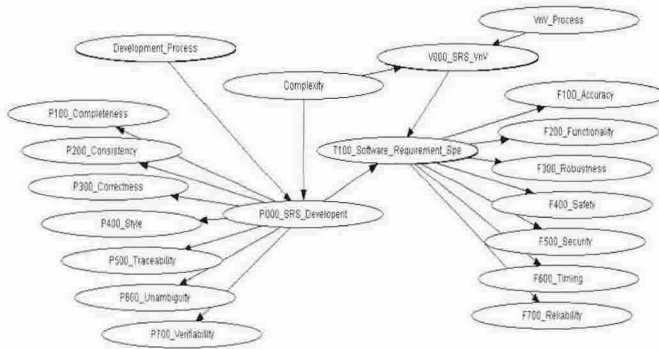 VnV_Process
Development_Process
V000_SRS_VnV
Complexity
F100_Accuracy
P100_Completeness
F200_Functionality
P200_Consistency
T100_Software_Requirement_Spe
F300_Robustness
P300_Correctness
F400_Safety
P000_SRS_Developent
P400_Style
F500_Security
P500_Traceability
F600_Timing
P600_Unambiguity
F700_Reliability
P700_Verifiability